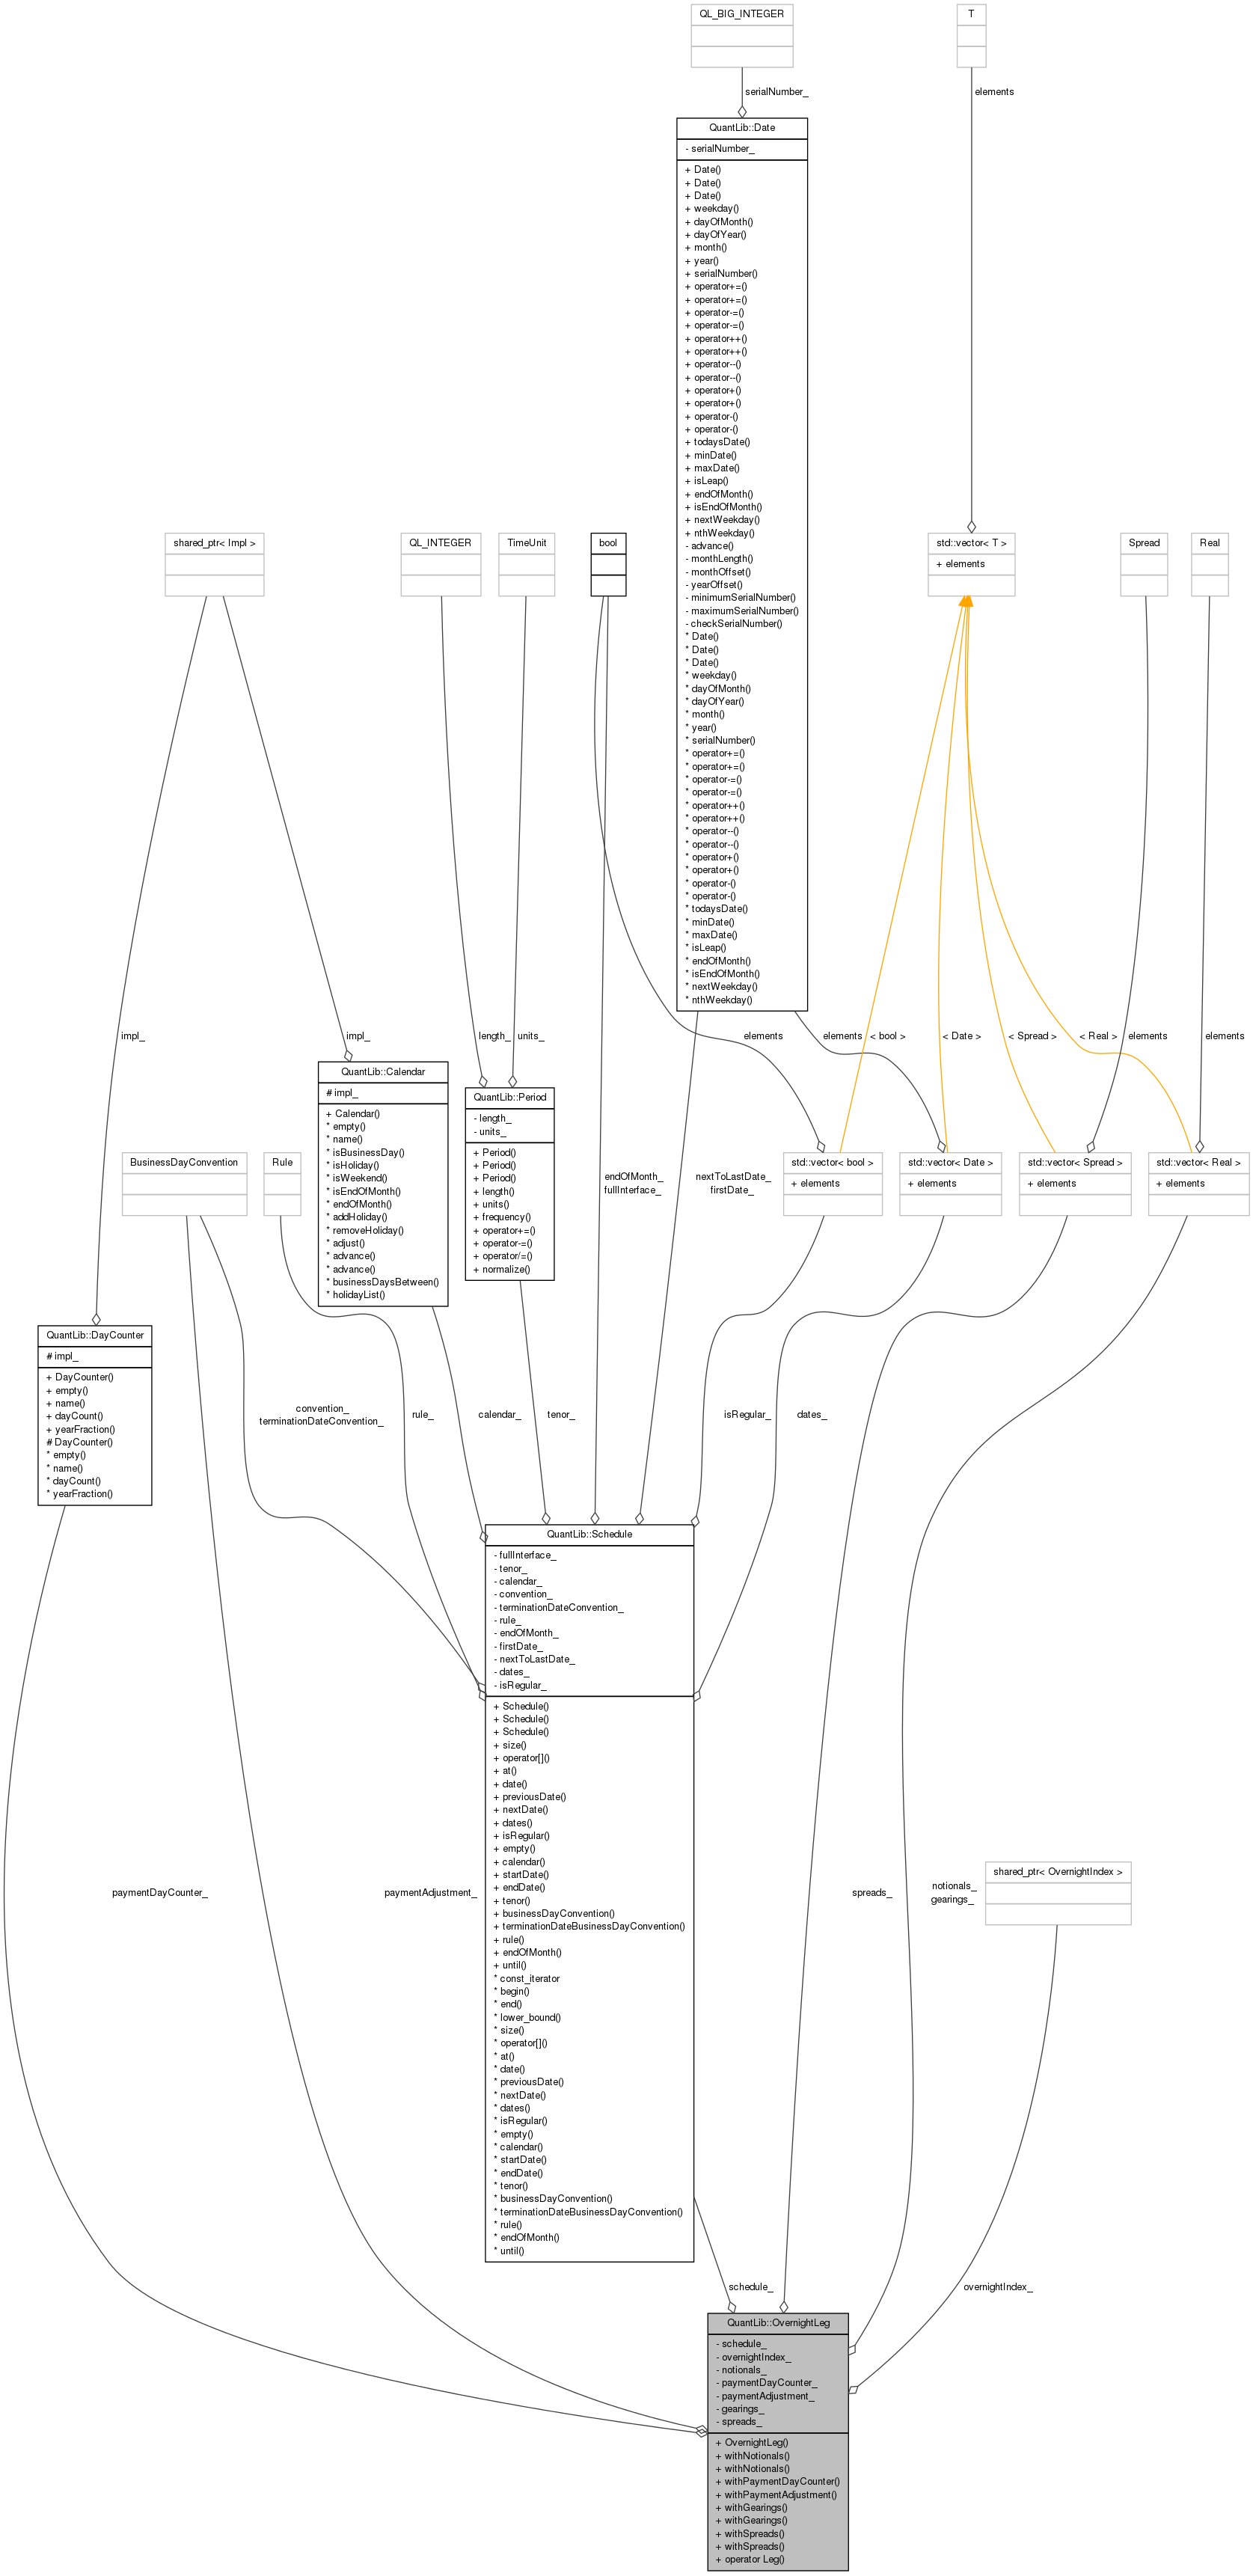 QL_BIG_INTEGER
T
serialNumber_
elements
QuantLib::Date
- serialNumber_
+ Date()
+ Date()
+ Date()
+ weekday()
+ dayOfMonth()
+ dayOfYear()
+ month()
+ year()
+ serialNumber()
+ operator+=()
+ operator+=()
+ operator-=()
+ operator-=()
+ operator++()
+ operator++()
+ operator--()
+ operator--()
+ operator+()
+ operator+()
+ operator-()
+ operator-()
+ todaysDate()
+ minDate()
+ maxDate()
+ isLeap()
+ endOfMonth()
+ isEndOfMonth()
+ nextWeekday()
+ nthWeekday()
- advance()
- monthLength()
- monthOffset()
- yearOffset()
- minimumSerialNumber()
- maximumSerialNumber()
- checkSerialNumber()
* Date()
* Date()
* Date()
* weekday()
* dayOfMonth()
* dayOfYear()
* month()
* year()
* serialNumber()
* operator+=()
* operator+=()
* operator-=()
* operator-=()
* operator++()
* operator++()
* operator--()
* operator--()
* operator+()
* operator+()
* operator-()
* operator-()
* todaysDate()
* minDate()
* maxDate()
* isLeap()
* endOfMonth()
* isEndOfMonth()
* nextWeekday()
* nthWeekday()
shared_ptr< Impl >
QL_INTEGER
TimeUnit
bool
std::vector< T >
+ elements
Spread
Real
impl_
impl_
length_
units_
elements
elements
< bool >
< Date >
< Spread >
< Real >
elements
elements
QuantLib::Calendar
# impl_
+ Calendar()
* empty()
* name()
* isBusinessDay()
* isHoliday()
* isWeekend()
* isEndOfMonth()
* endOfMonth()
* addHoliday()
* removeHoliday()
* adjust()
* advance()
* advance()
* businessDaysBetween()
* holidayList()
QuantLib::Period
- length_
- units_
+ Period()
+ Period()
+ Period()
+ length()
+ units()
+ frequency()
+ operator+=()
+ operator-=()
+ operator/=()
+ normalize()
BusinessDayConvention
Rule
endOfMonth_
fullInterface_
nextToLastDate_
firstDate_
std::vector< bool >
+ elements
std::vector< Date >
+ elements
std::vector< Spread >
+ elements
std::vector< Real >
+ elements
QuantLib::DayCounter
# impl_
+ DayCounter()
+ empty()
+ name()
+ dayCount()
+ yearFraction()
# DayCounter()
* empty()
* name()
* dayCount()
* yearFraction()
convention_
terminationDateConvention_
rule_
calendar_
tenor_
isRegular_
dates_
QuantLib::Schedule
- fullInterface_
- tenor_
- calendar_
- convention_
- terminationDateConvention_
- rule_
- endOfMonth_
- firstDate_
- nextToLastDate_
- dates_
- isRegular_
+ Schedule()
+ Schedule()
+ Schedule()
+ size()
+ operator[]()
+ at()
+ date()
+ previousDate()
+ nextDate()
+ dates()
+ isRegular()
+ empty()
+ calendar()
+ startDate()
+ endDate()
+ tenor()
+ businessDayConvention()
+ terminationDateBusinessDayConvention()
+ rule()
+ endOfMonth()
+ until()
* const_iterator
* begin()
* end()
* lower_bound()
* size()
* operator[]()
* at()
* date()
* previousDate()
* nextDate()
* dates()
* isRegular()
* empty()
* calendar()
* startDate()
* endDate()
* tenor()
* businessDayConvention()
* terminationDateBusinessDayConvention()
* rule()
* endOfMonth()
* until()
paymentDayCounter_
paymentAdjustment_
spreads_
notionals_
gearings_
shared_ptr< OvernightIndex >
schedule_
overnightIndex_
QuantLib::OvernightLeg
- schedule_
- overnightIndex_
- notionals_
- paymentDayCounter_
- paymentAdjustment_
- gearings_
- spreads_
+ OvernightLeg()
+ withNotionals()
+ withNotionals()
+ withPaymentDayCounter()
+ withPaymentAdjustment()
+ withGearings()
+ withGearings()
+ withSpreads()
+ withSpreads()
+ operator Leg()